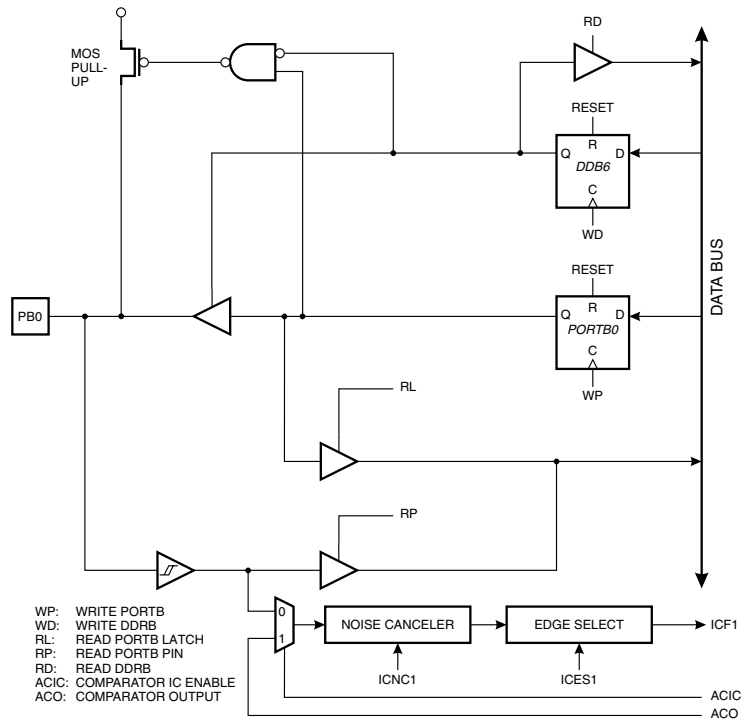 RD
MOS
PULL-
UP
RESET
R
Q
D
DDB6
C
WD
DATA BUS
RESET
PB0
R
Q
D
PORTB0
C
WP
RL
RP
WP: WRITE PORTB
WD: WRITE DDRB
RL: READ PORTB LATCH
RP: READ PORTB PIN
RD: READ DDRB
ACIC: COMPARATOR IC ENABLE
ACO: COMPARATOR OUTPUT
0
1
NOISE CANCELER
EDGE SELECT
ICF1
ICNC1
ICES1
ACIC
ACO